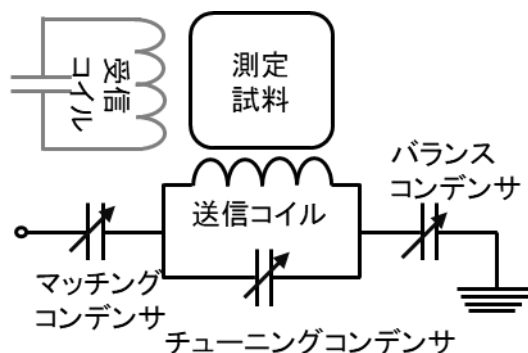 受信
コイル
測定
試料
送信コイル
バランス
コンデンサ
マッチング
コンデンサ
チューニングコンデンサ